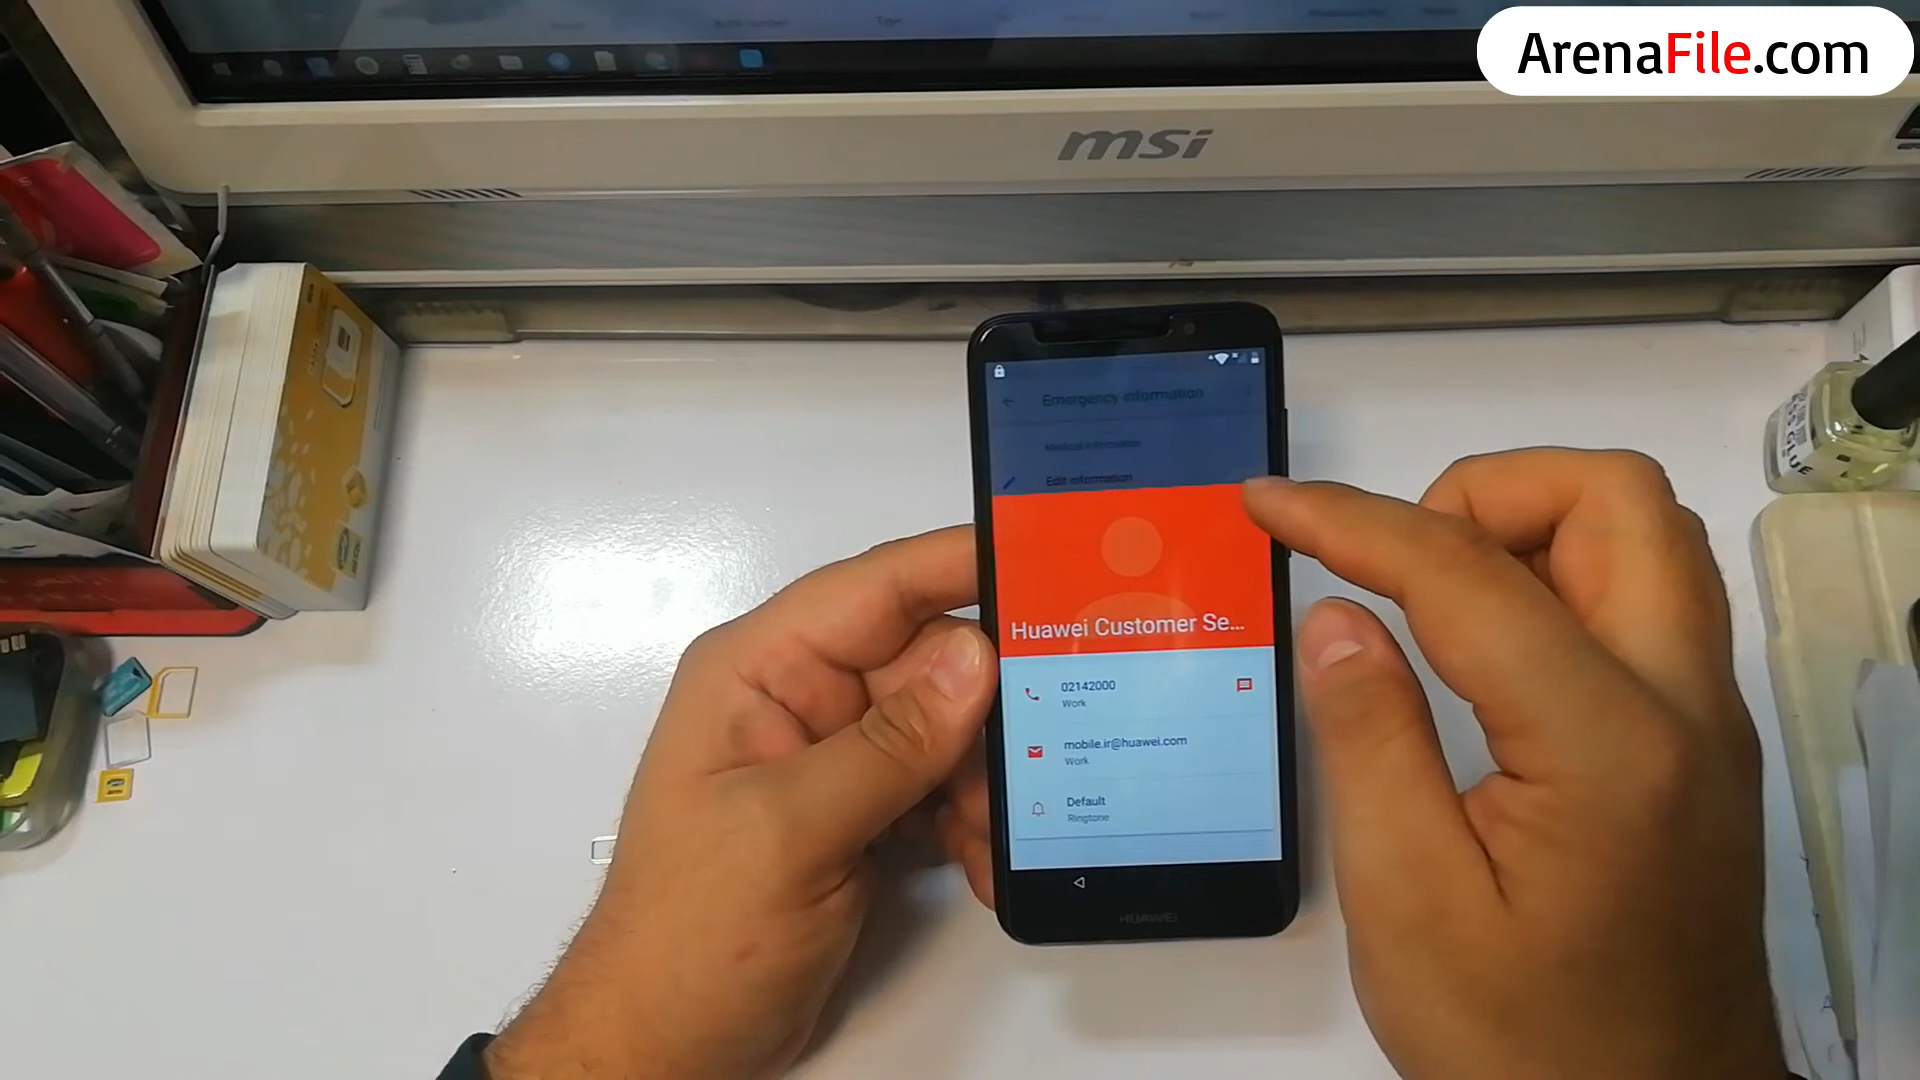 ArenaFile.com
msi
Emergency information
Medical information
Edit information
Huawei Customer Se...
02142000
Work
mobile.ir@huawei.com
Work
Default
Ringtone
HUAWEI
GLUE